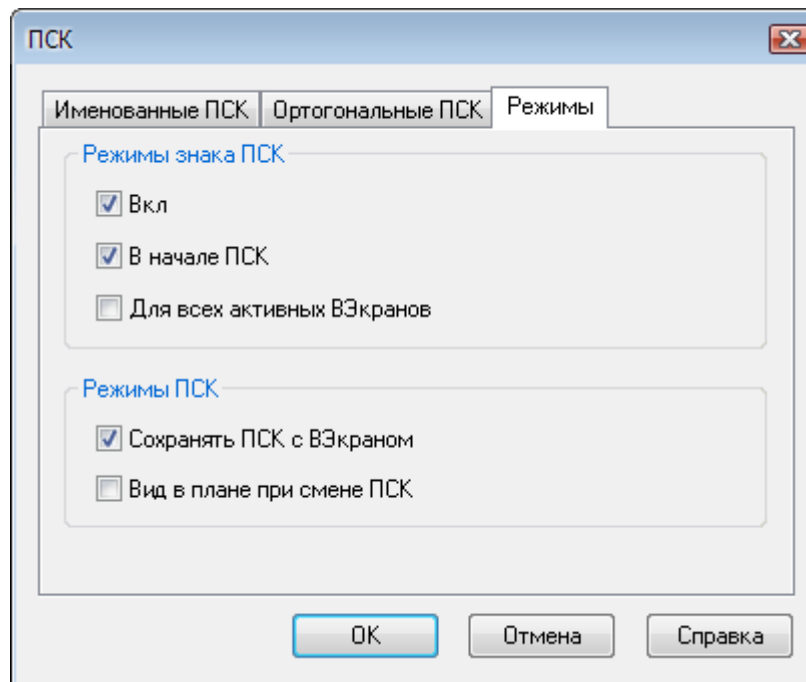 ПСК
Именованные ПСК Ортогональные ПСК Режимы
Режимы знака ПСК
Вкл
В начале ПСК
Для всех активных ВЭкранов
Режимы ПСК
Сохранять ПСК с ВЭкраном
Вид в плане при смене ПСК
OK Отмена Справка